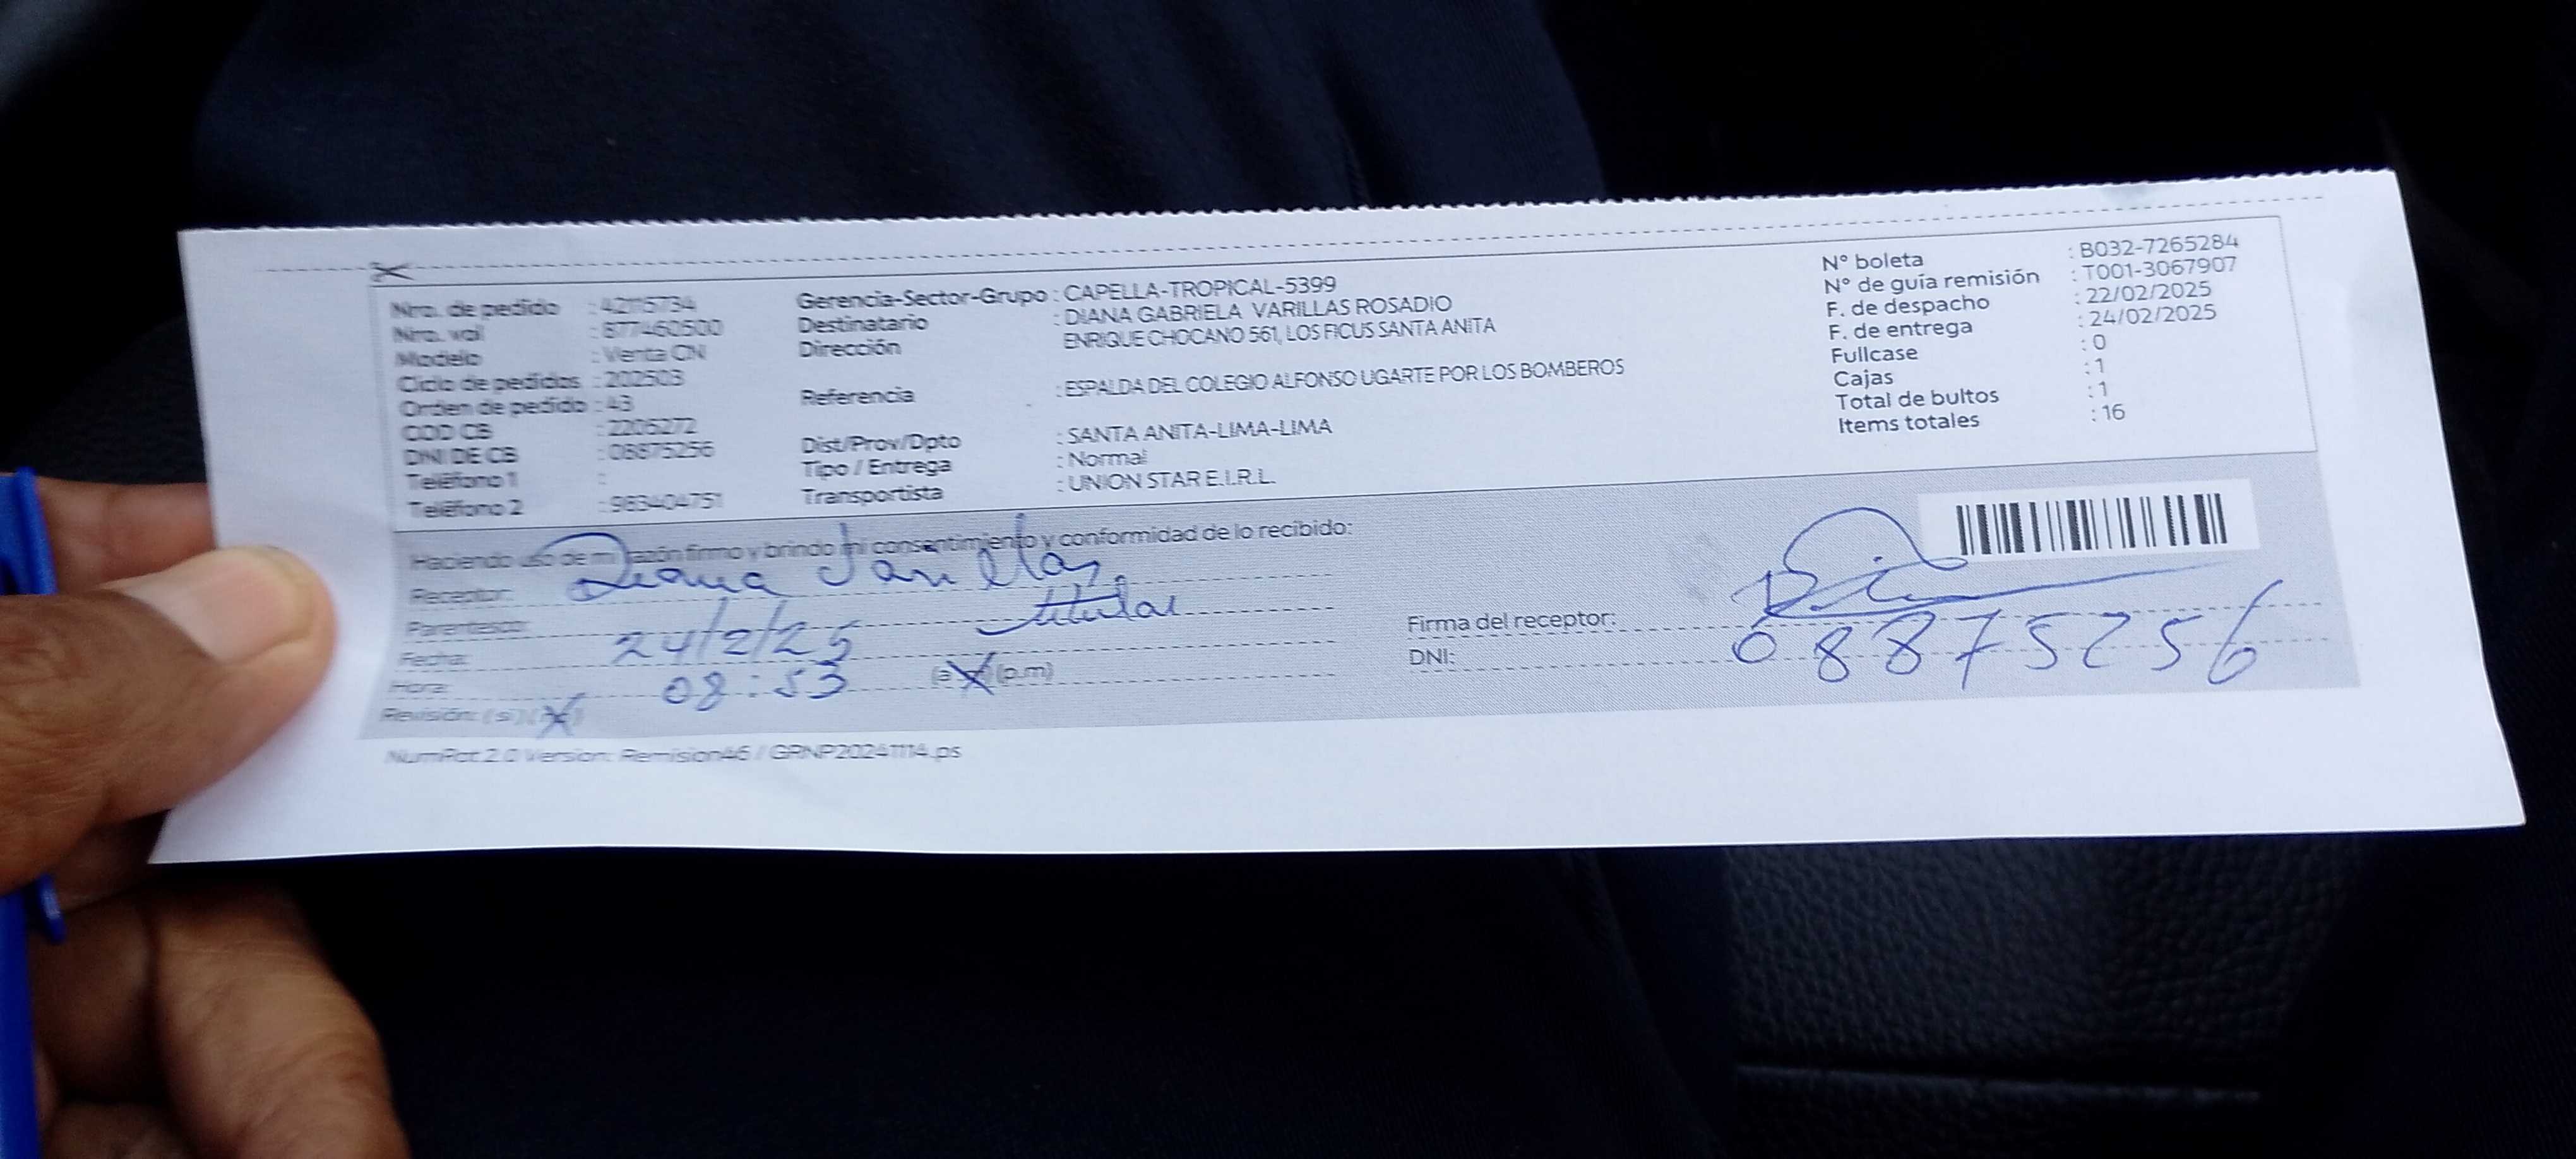 Nro. de pedido : 42115734
Nro. val : 877460500
Modelo : Venta CN
Ciclo de pedidos : 202503
Orden de pedido : 43
COD CB : 2205272
DNI DE CB : 08875256
Teléfono 1 :
Teléfono 2 : 983404751
Gerencia-Sector-Grupo : CAPELLA-TROPICAL-5399
Destinatario : DIANA GABRIELA VARILLAS ROSADIO
Dirección ENRIQUE CHOCANO 561, LOS FICUS SANTA ANITA
Referencia : ESPALDA DEL COLEGIO ALFONSO UGARTE POR LOS BOMBEROS
Dist/Prov/Dpto : SANTA ANITA-LIMA-LIMA
Tipo / Entrega : Normal
Transportista : UNION STAR E.I.R.L.
N° boleta : B032-7265284
N° de guía remisión : T001-3067907
F. de despacho : 22/02/2025
F. de entrega : 24/02/2025
Fullcase : 0
Cajas : 1
Total de bultos : 1
Items totales : 16
Haciendo uso de mi razón firmo y brindo mi consentimiento y conformidad de lo recibido:
Receptor: Diana Varillas
Parentesco: titular
Fecha: 24/2/25
Hora: 08:53 (a.m) (p.m)
Revisión: (si) (no)
Firma del receptor:
DNI: 08875256
NumPat 2.0 Version: Remision46 / GRNP20241114.ps